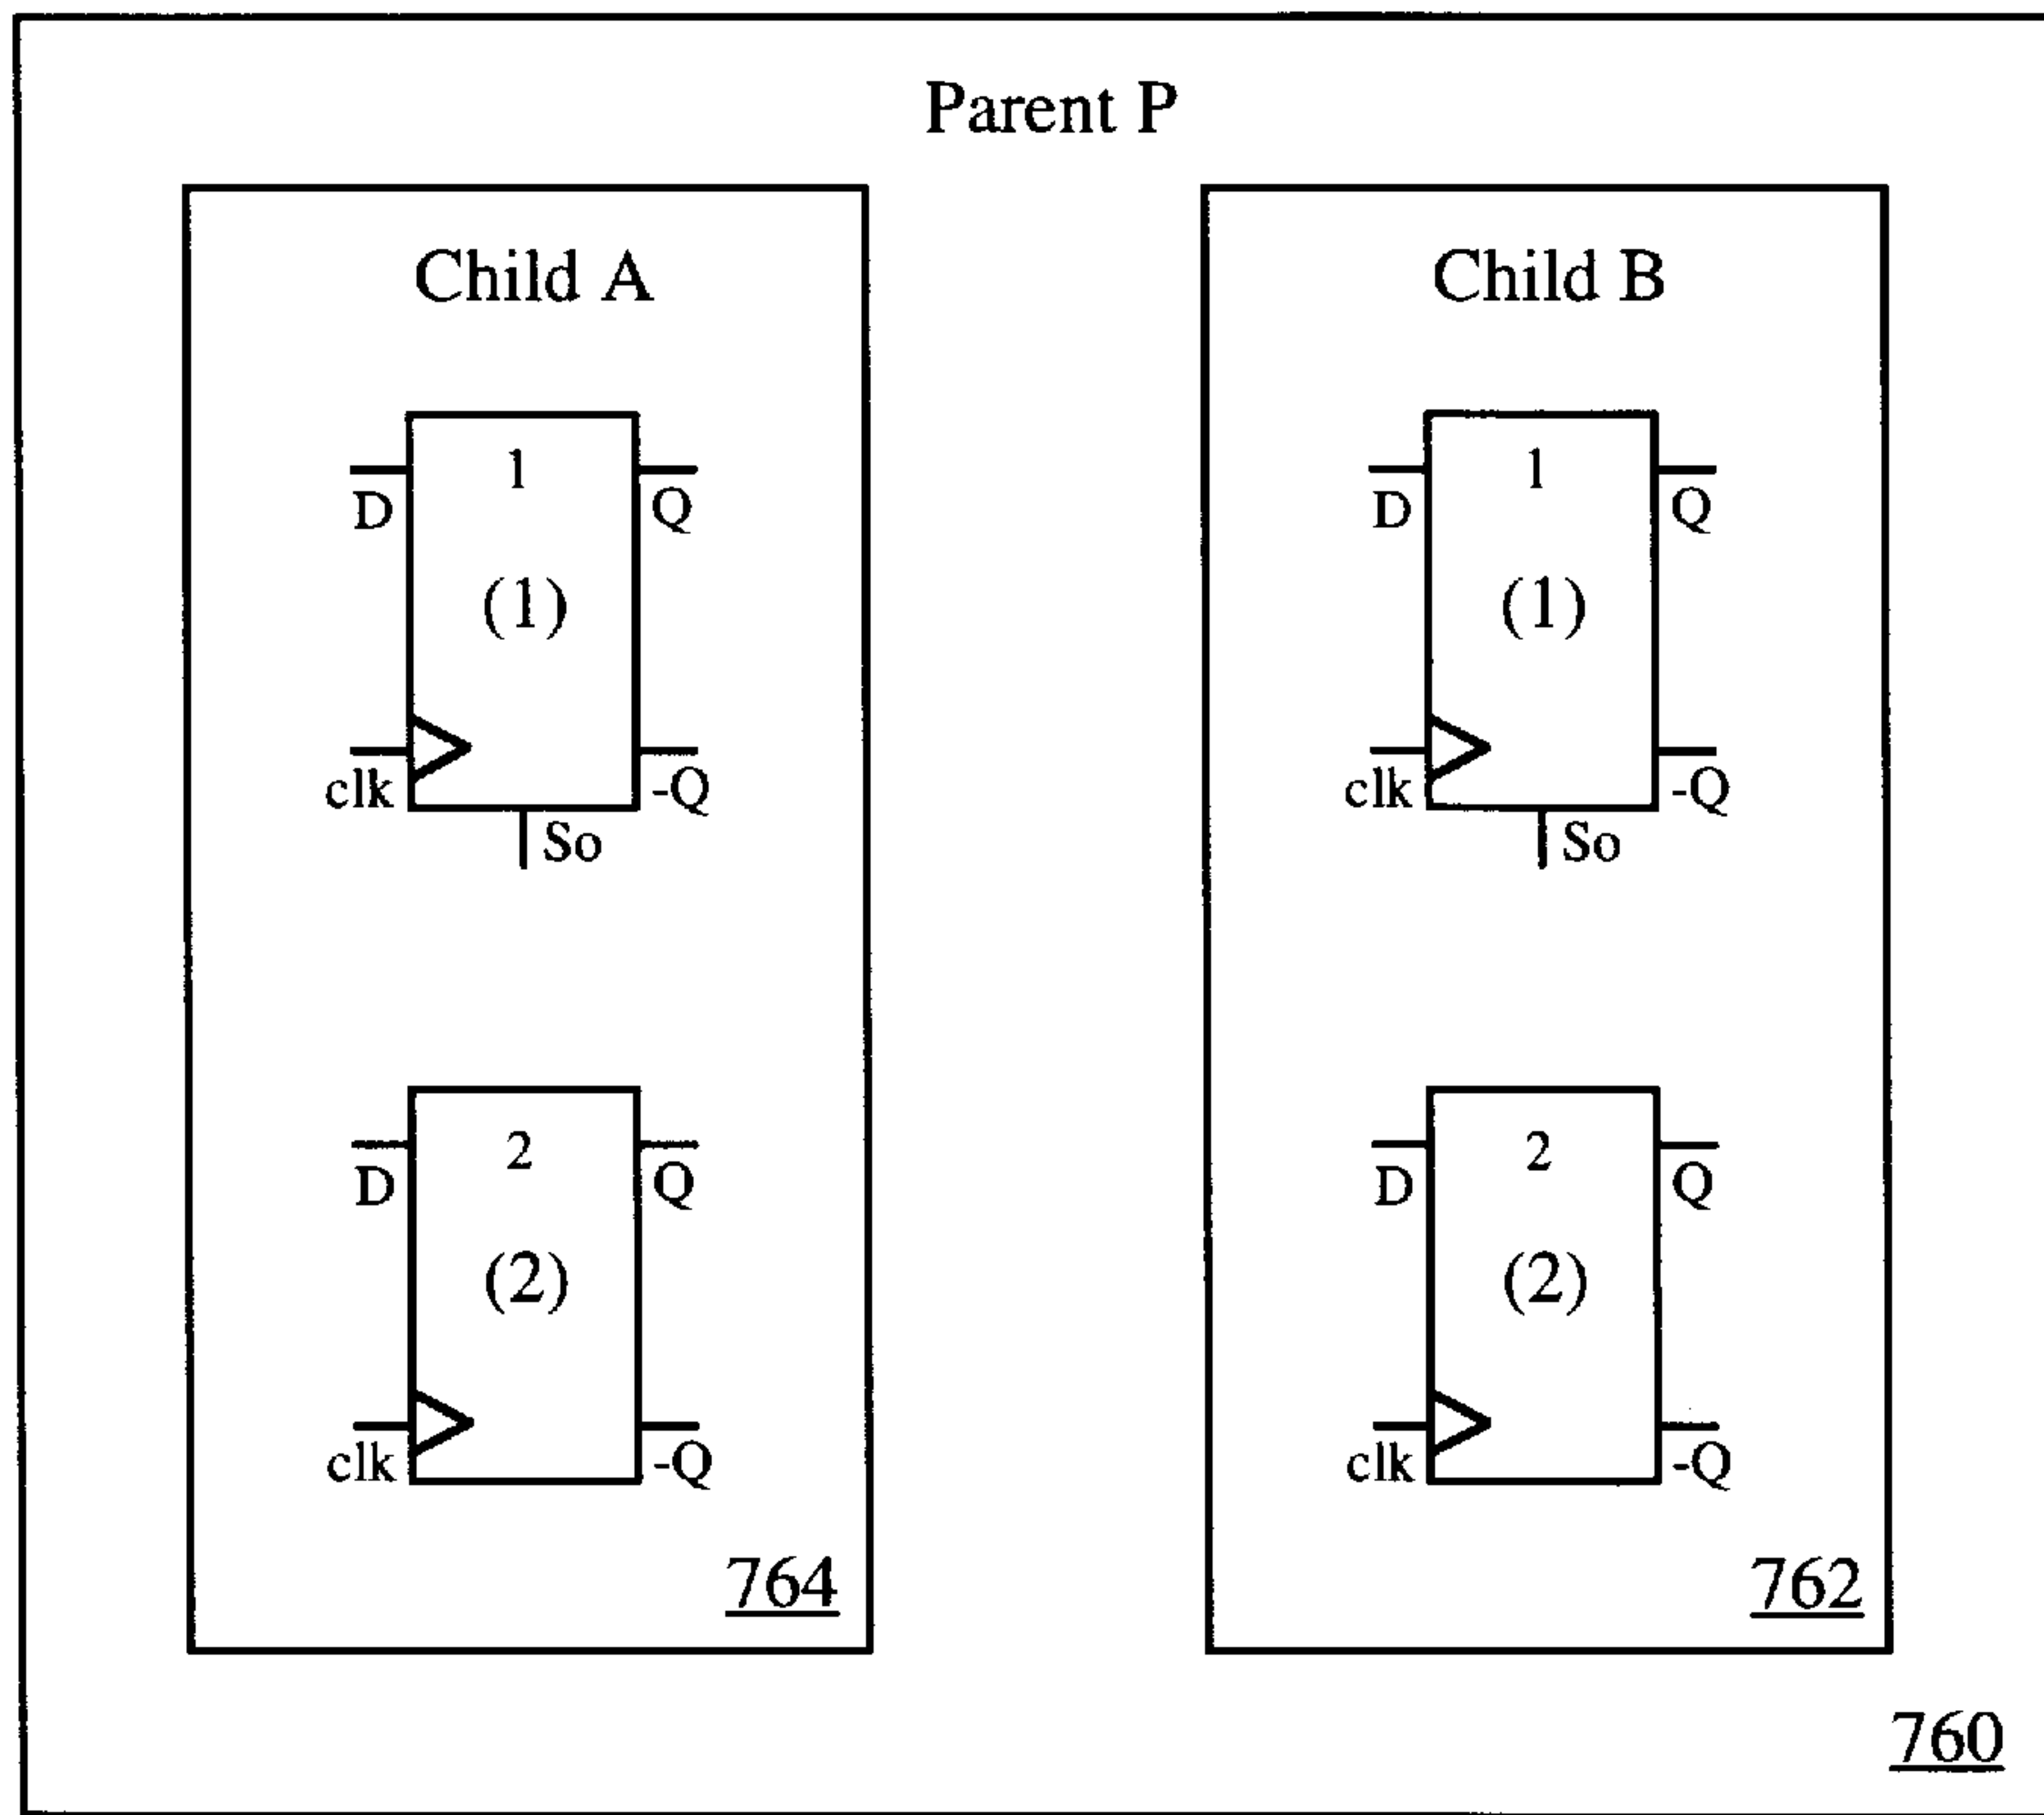 Parent P
Child A
1
D
Q
(1)
clk
-Q
So
2
D
Q
(2)
clk
-Q
764
Child B
1
D
Q
(1)
clk
-Q
So
2
D
Q
(2)
clk
-Q
762
760